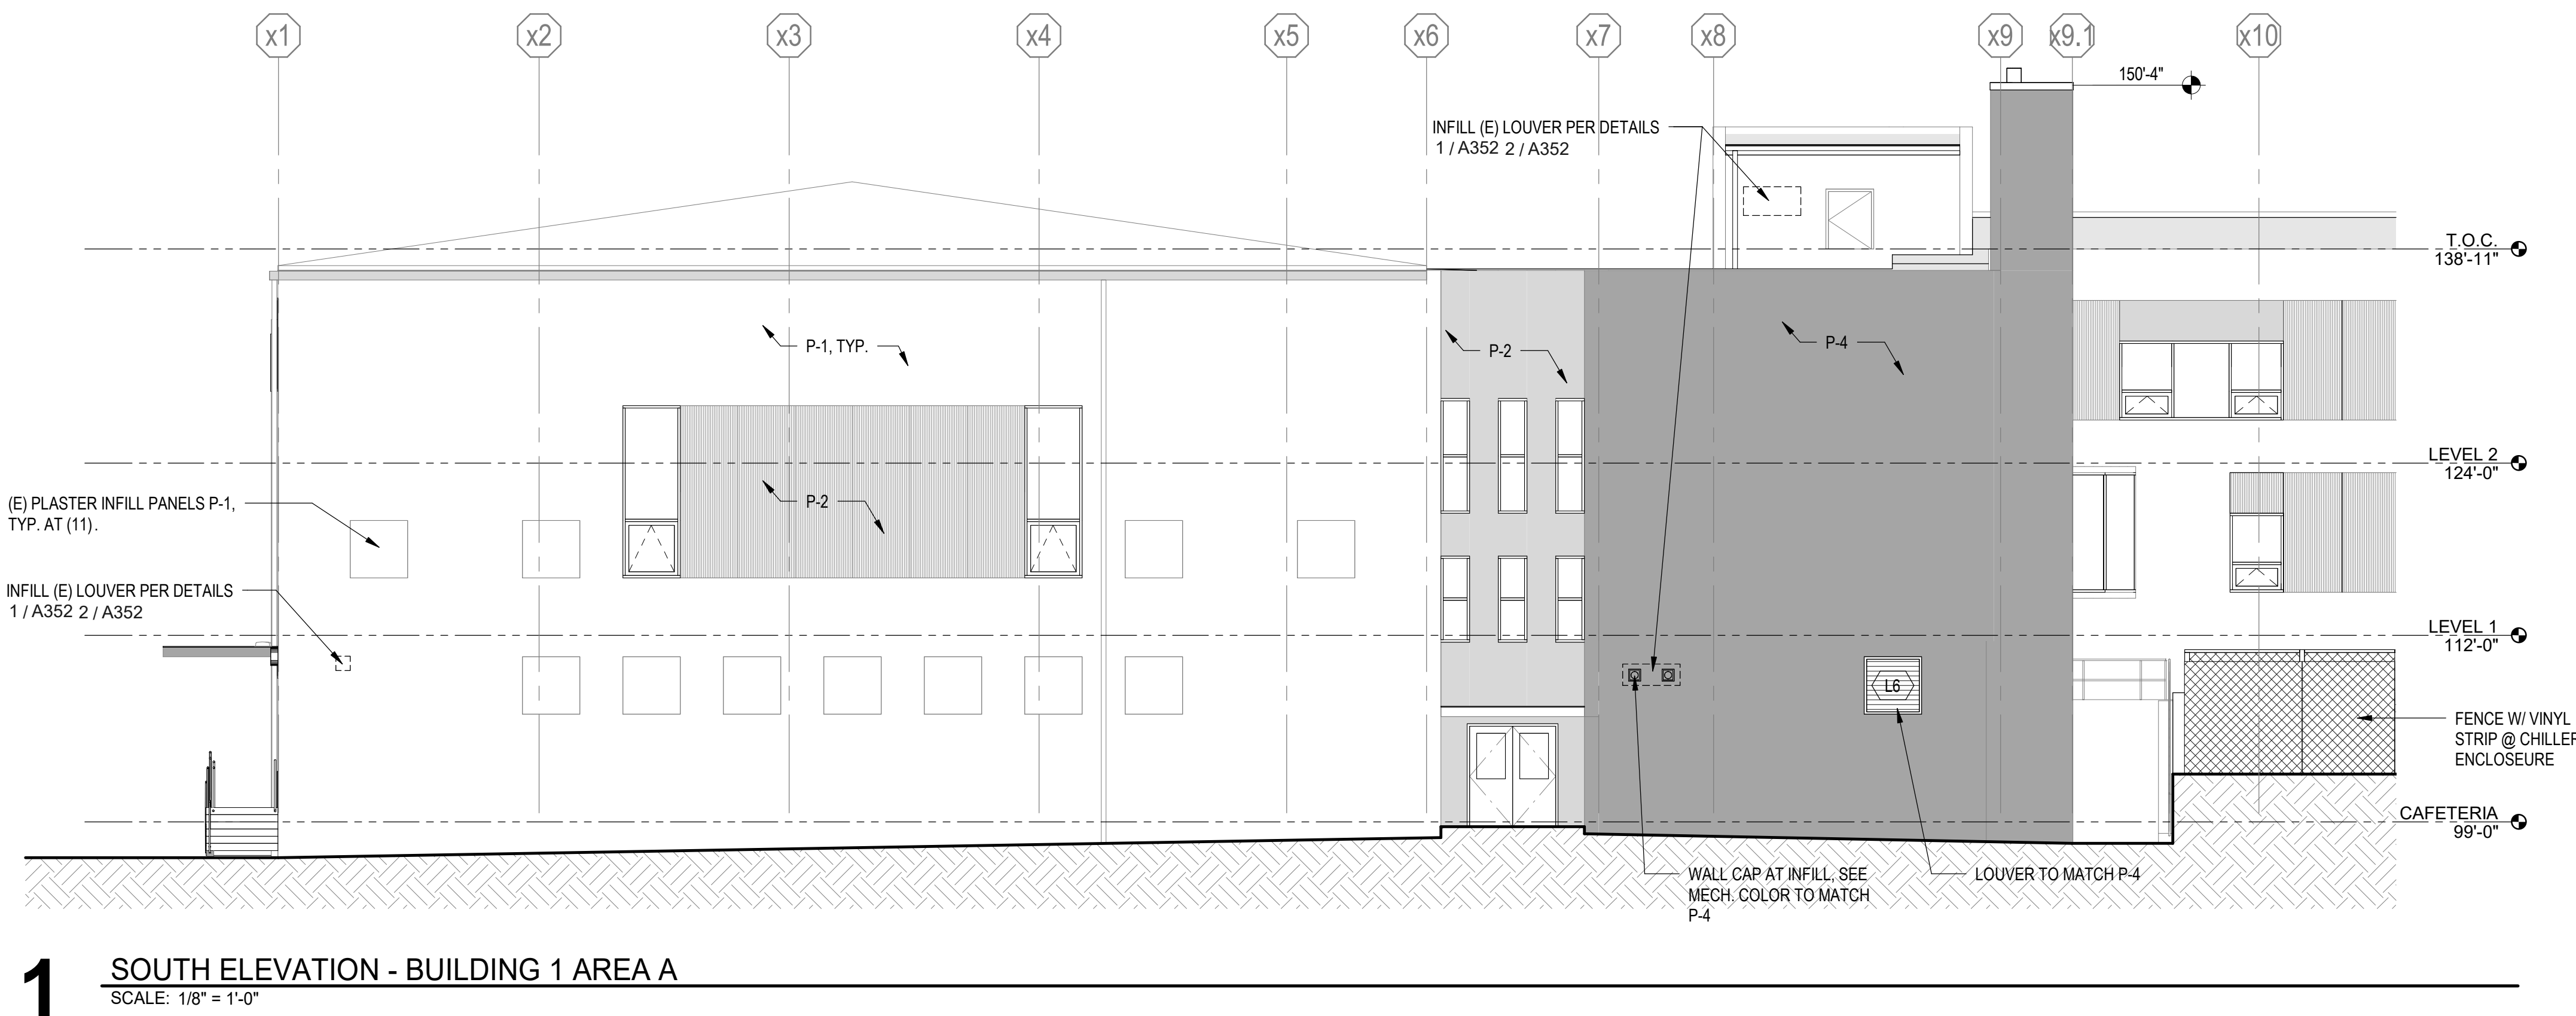 x1
x2
x3
x4
x5
x6
x7
x8
x9
x9.1
x10
150'-4"
INFILL (E) LOUVER PER DETAILS
1 / A352 2 / A352
T.O.C.
138'-11"
P-1, TYP.
P-2
P-4
LEVEL 2
124'-0"
(E) PLASTER INFILL PANELS P-1,
TYP. AT (11).
P-2
INFILL (E) LOUVER PER DETAILS
1 / A352 2 / A352
LEVEL 1
112'-0"
L6
FENCE W/ VINYL
STRIP @ CHILLER
ENCLOSEURE
CAFETERIA
99'-0"
WALL CAP AT INFILL, SEE
MECH. COLOR TO MATCH
P-4
LOUVER TO MATCH P-4
1
SOUTH ELEVATION - BUILDING 1 AREA A
SCALE: 1/8" = 1'-0"